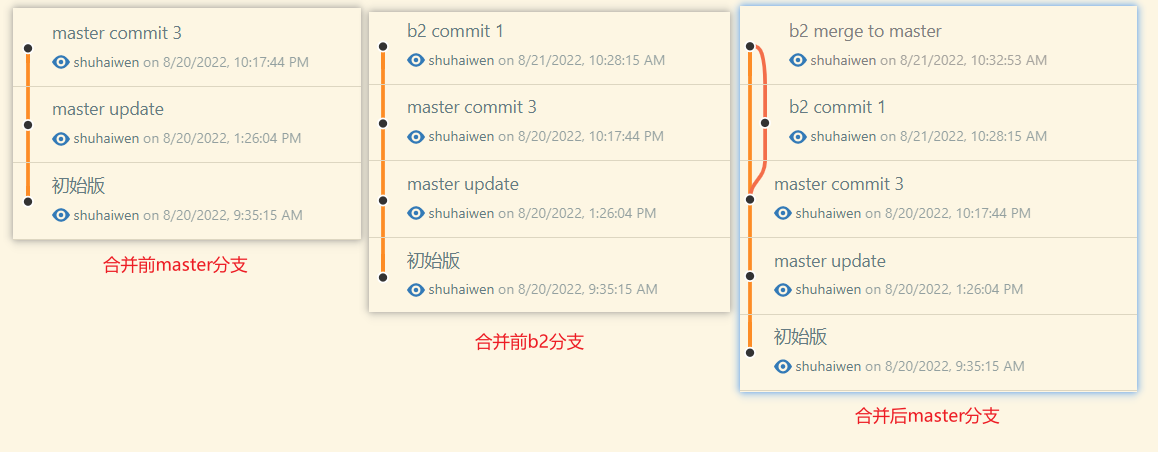 master commit 3
shuhaiwen on 8/20/2022, 10:17:44 PM
master update
shuhaiwen on 8/20/2022, 1:26:04 PM
初始版
shuhaiwen on 8/20/2022, 9:35:15 AM
合并前master分支
b2 commit 1
shuhaiwen on 8/21/2022, 10:28:15 AM
master commit 3
shuhaiwen on 8/20/2022, 10:17:44 PM
master update
shuhaiwen on 8/20/2022, 1:26:04 PM
初始版
shuhaiwen on 8/20/2022, 9:35:15 AM
合并前b2分支
b2 merge to master
shuhaiwen on 8/21/2022, 10:32:53 AM
b2 commit 1
shuhaiwen on 8/21/2022, 10:28:15 AM
master commit 3
shuhaiwen on 8/20/2022, 10:17:44 PM
master update
shuhaiwen on 8/20/2022, 1:26:04 PM
初始版
shuhaiwen on 8/20/2022, 9:35:15 AM
合并后master分支